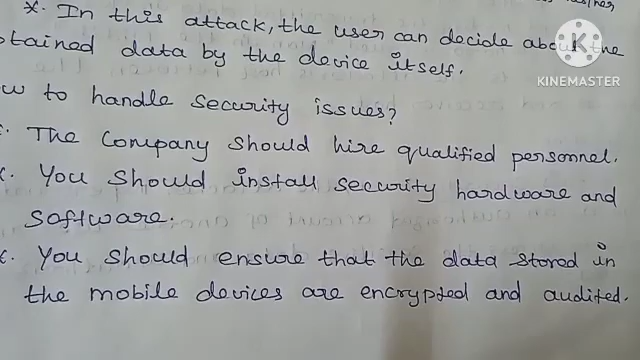 *. In this attack, the user can decide about the
obtained data by the device itself.
KINEMASTER
w to handle security issues?
The Company should hire qualified personnel.
You should install security hardware and
software.
You should ensure that the data stored in
the mobile devices are encrypted and audited.